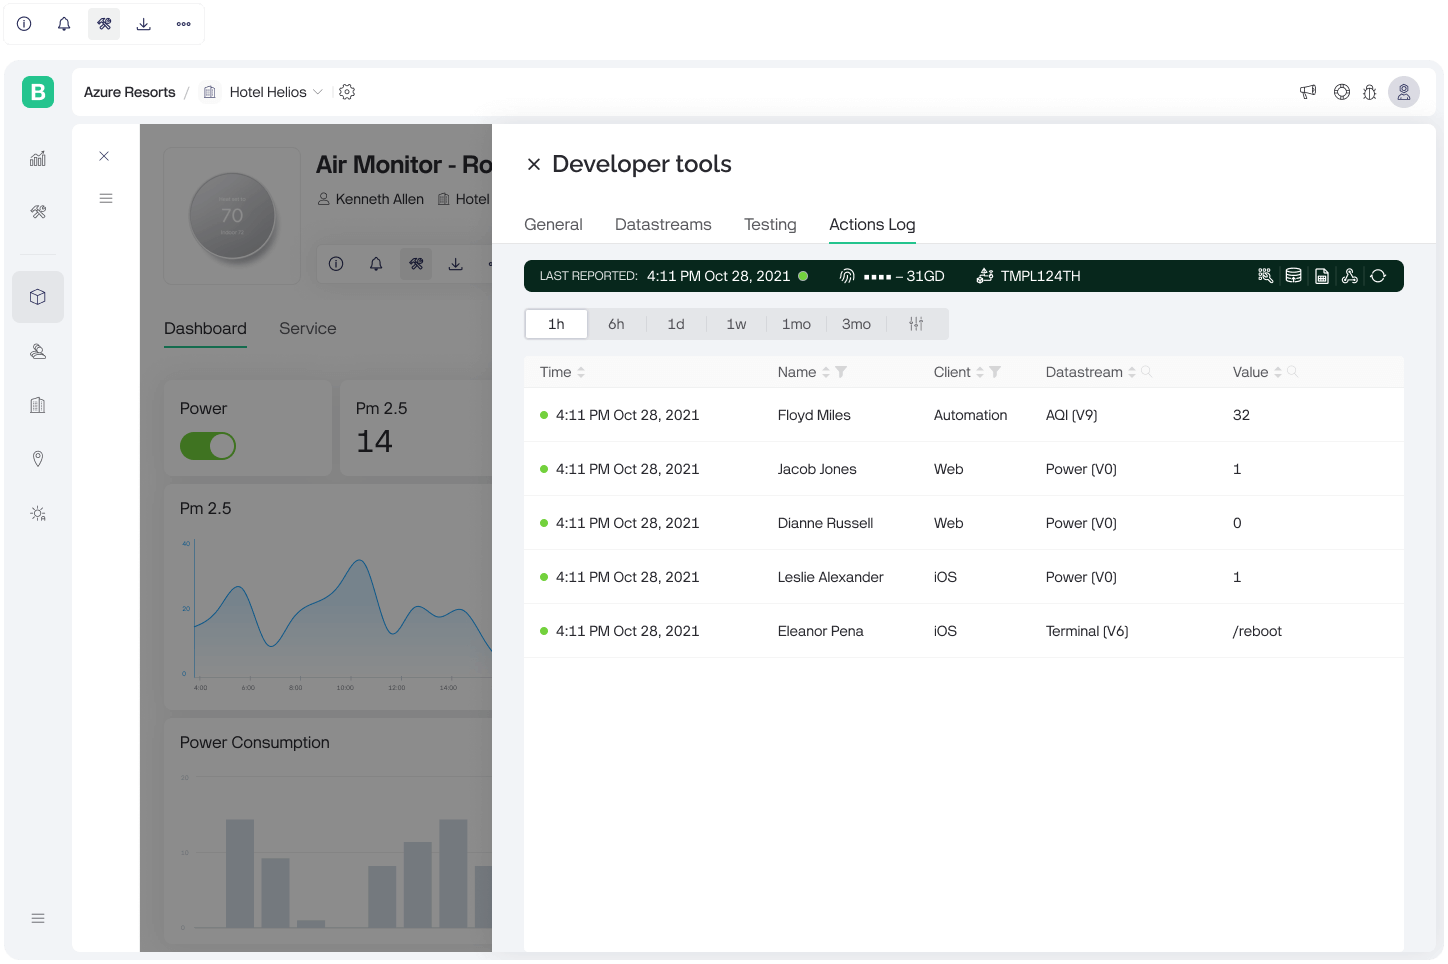 B
Azure Resorts / Hotel Helios
Air Monitor - Ro
Kenneth Allen Hotel
70
Dashboard Service
Power
Pm 2.5
14
Pm 2.5
40
20
0
4:00 6:00 8:00 10:00 12:00 14:00
Power Consumption
20
10
0
Developer tools
General Datastreams Testing Actions Log
LAST REPORTED: 4:11 PM Oct 28, 2021 – 31GD TMPL124TH
1h 6h 1d 1w 1mo 3mo
Time Name Client Datastream Value
4:11 PM Oct 28, 2021 Floyd Miles Automation AQI (V9) 32
4:11 PM Oct 28, 2021 Jacob Jones Web Power (V0) 1
4:11 PM Oct 28, 2021 Dianne Russell Web Power (V0) 0
4:11 PM Oct 28, 2021 Leslie Alexander iOS Power (V0) 1
4:11 PM Oct 28, 2021 Eleanor Pena iOS Terminal (V6) /reboot